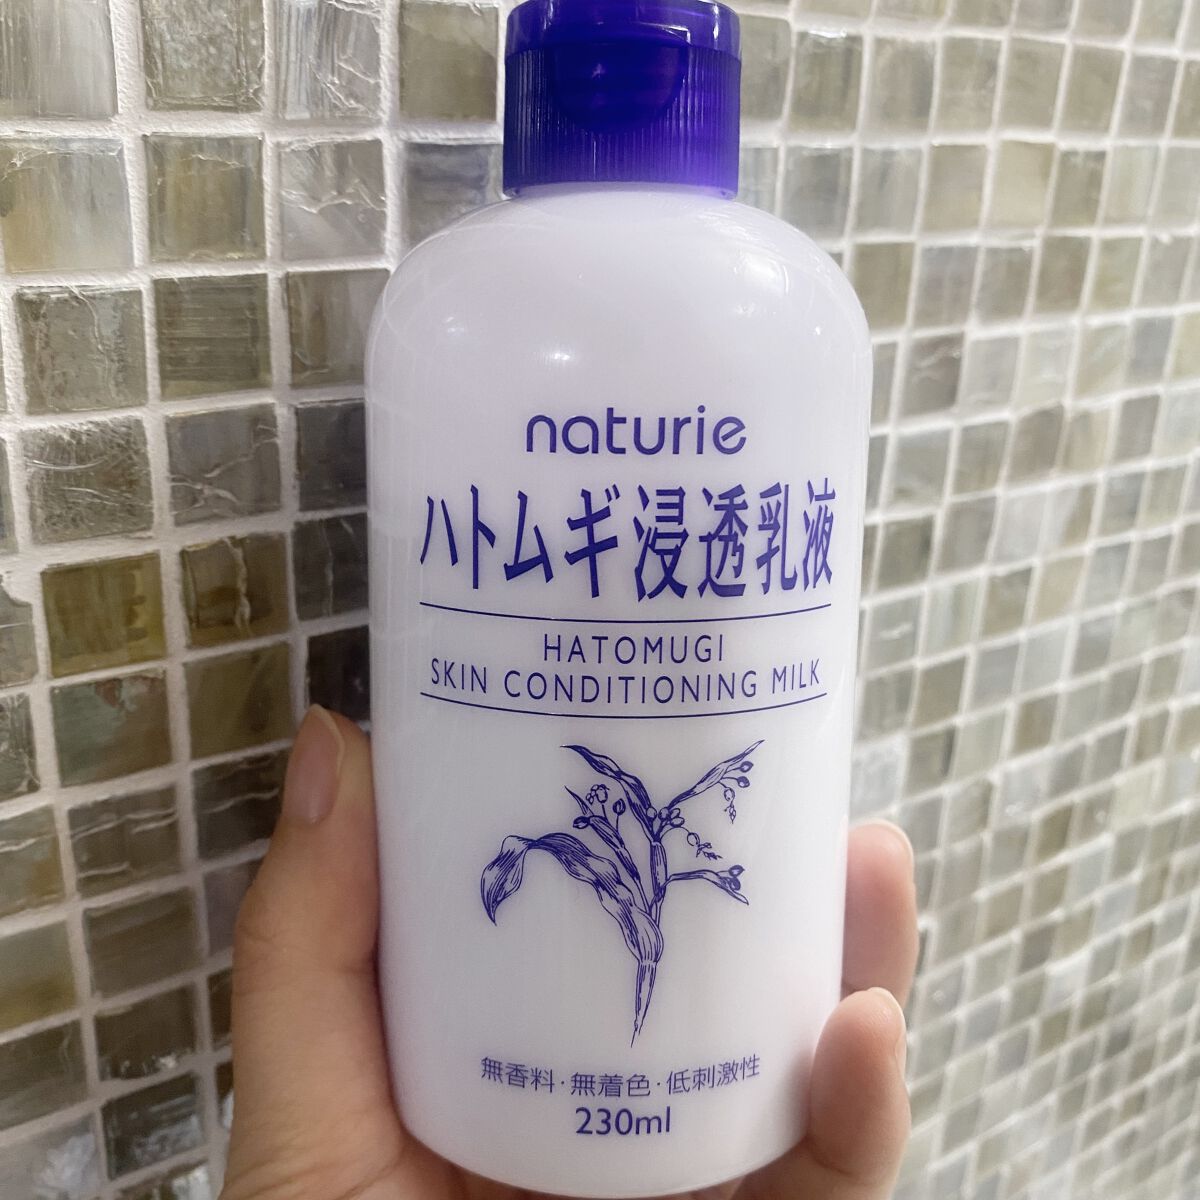 naturie
ハトムギ浸透乳液
HATOMUGI
SKIN CONDITIONING MILK
無香料・無着色・低刺激性
230ml